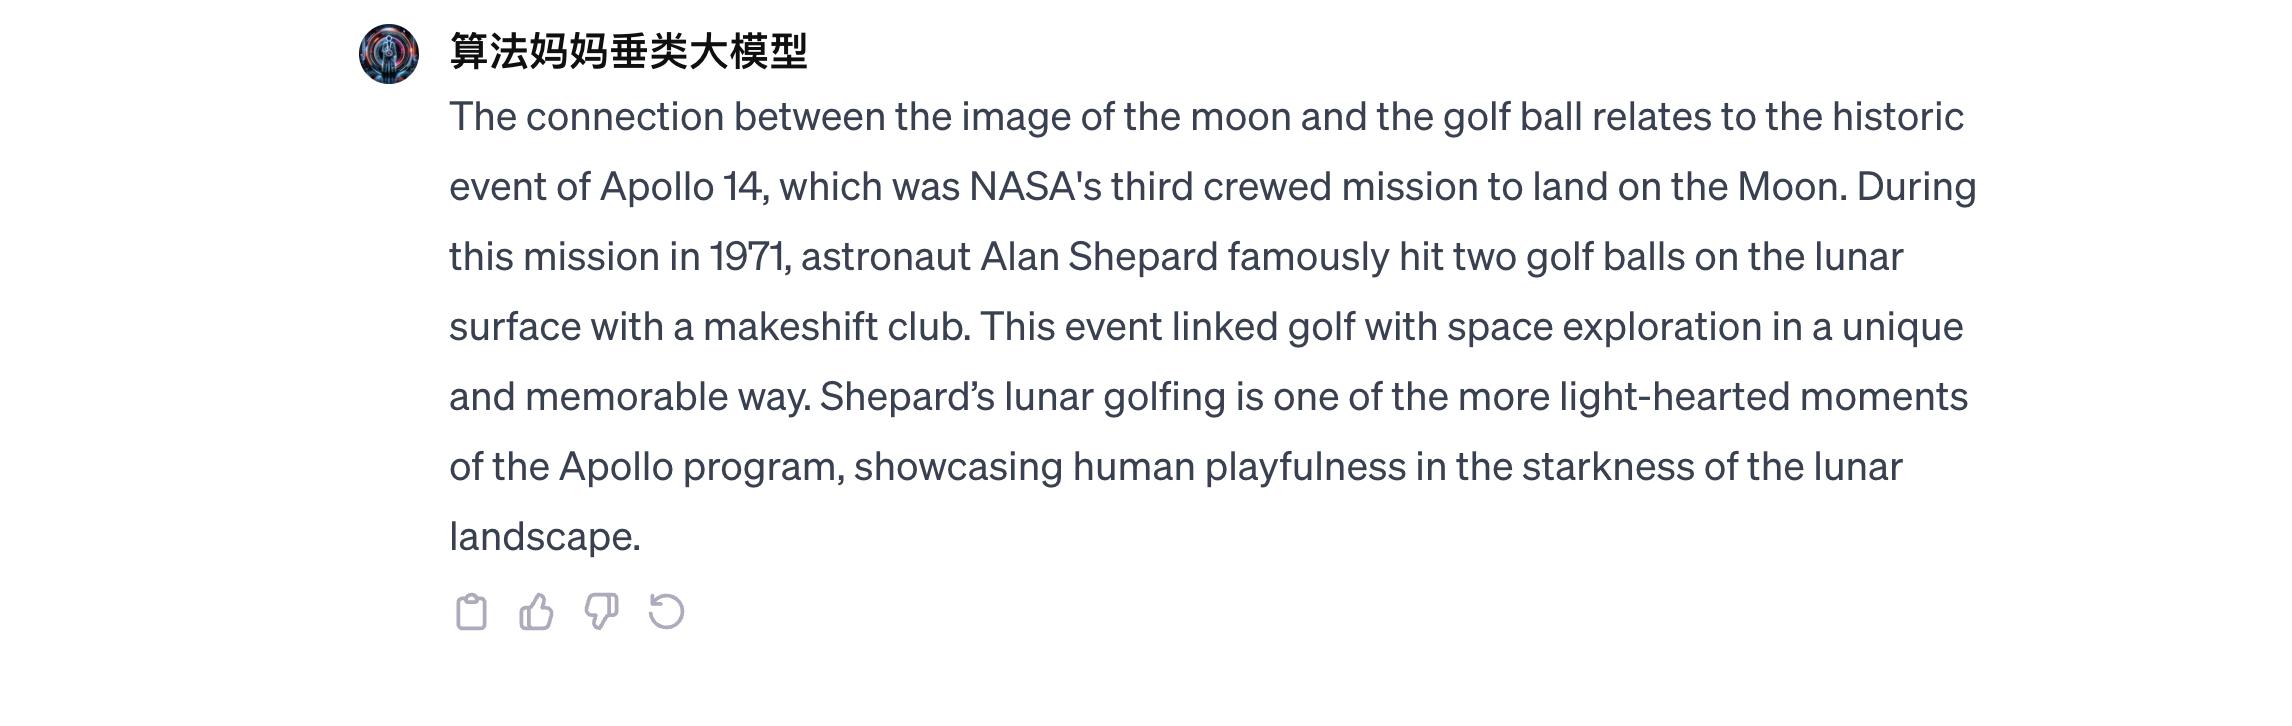 算法妈妈垂类大模型
The connection between the image of the moon and the golf ball relates to the historic
event of Apollo 14, which was NASA's third crewed mission to land on the Moon. During
this mission in 1971, astronaut Alan Shepard famously hit two golf balls on the lunar
surface with a makeshift club. This event linked golf with space exploration in a unique
and memorable way. Shepard’s lunar golfing is one of the more light-hearted moments
of the Apollo program, showcasing human playfulness in the starkness of the lunar
landscape.